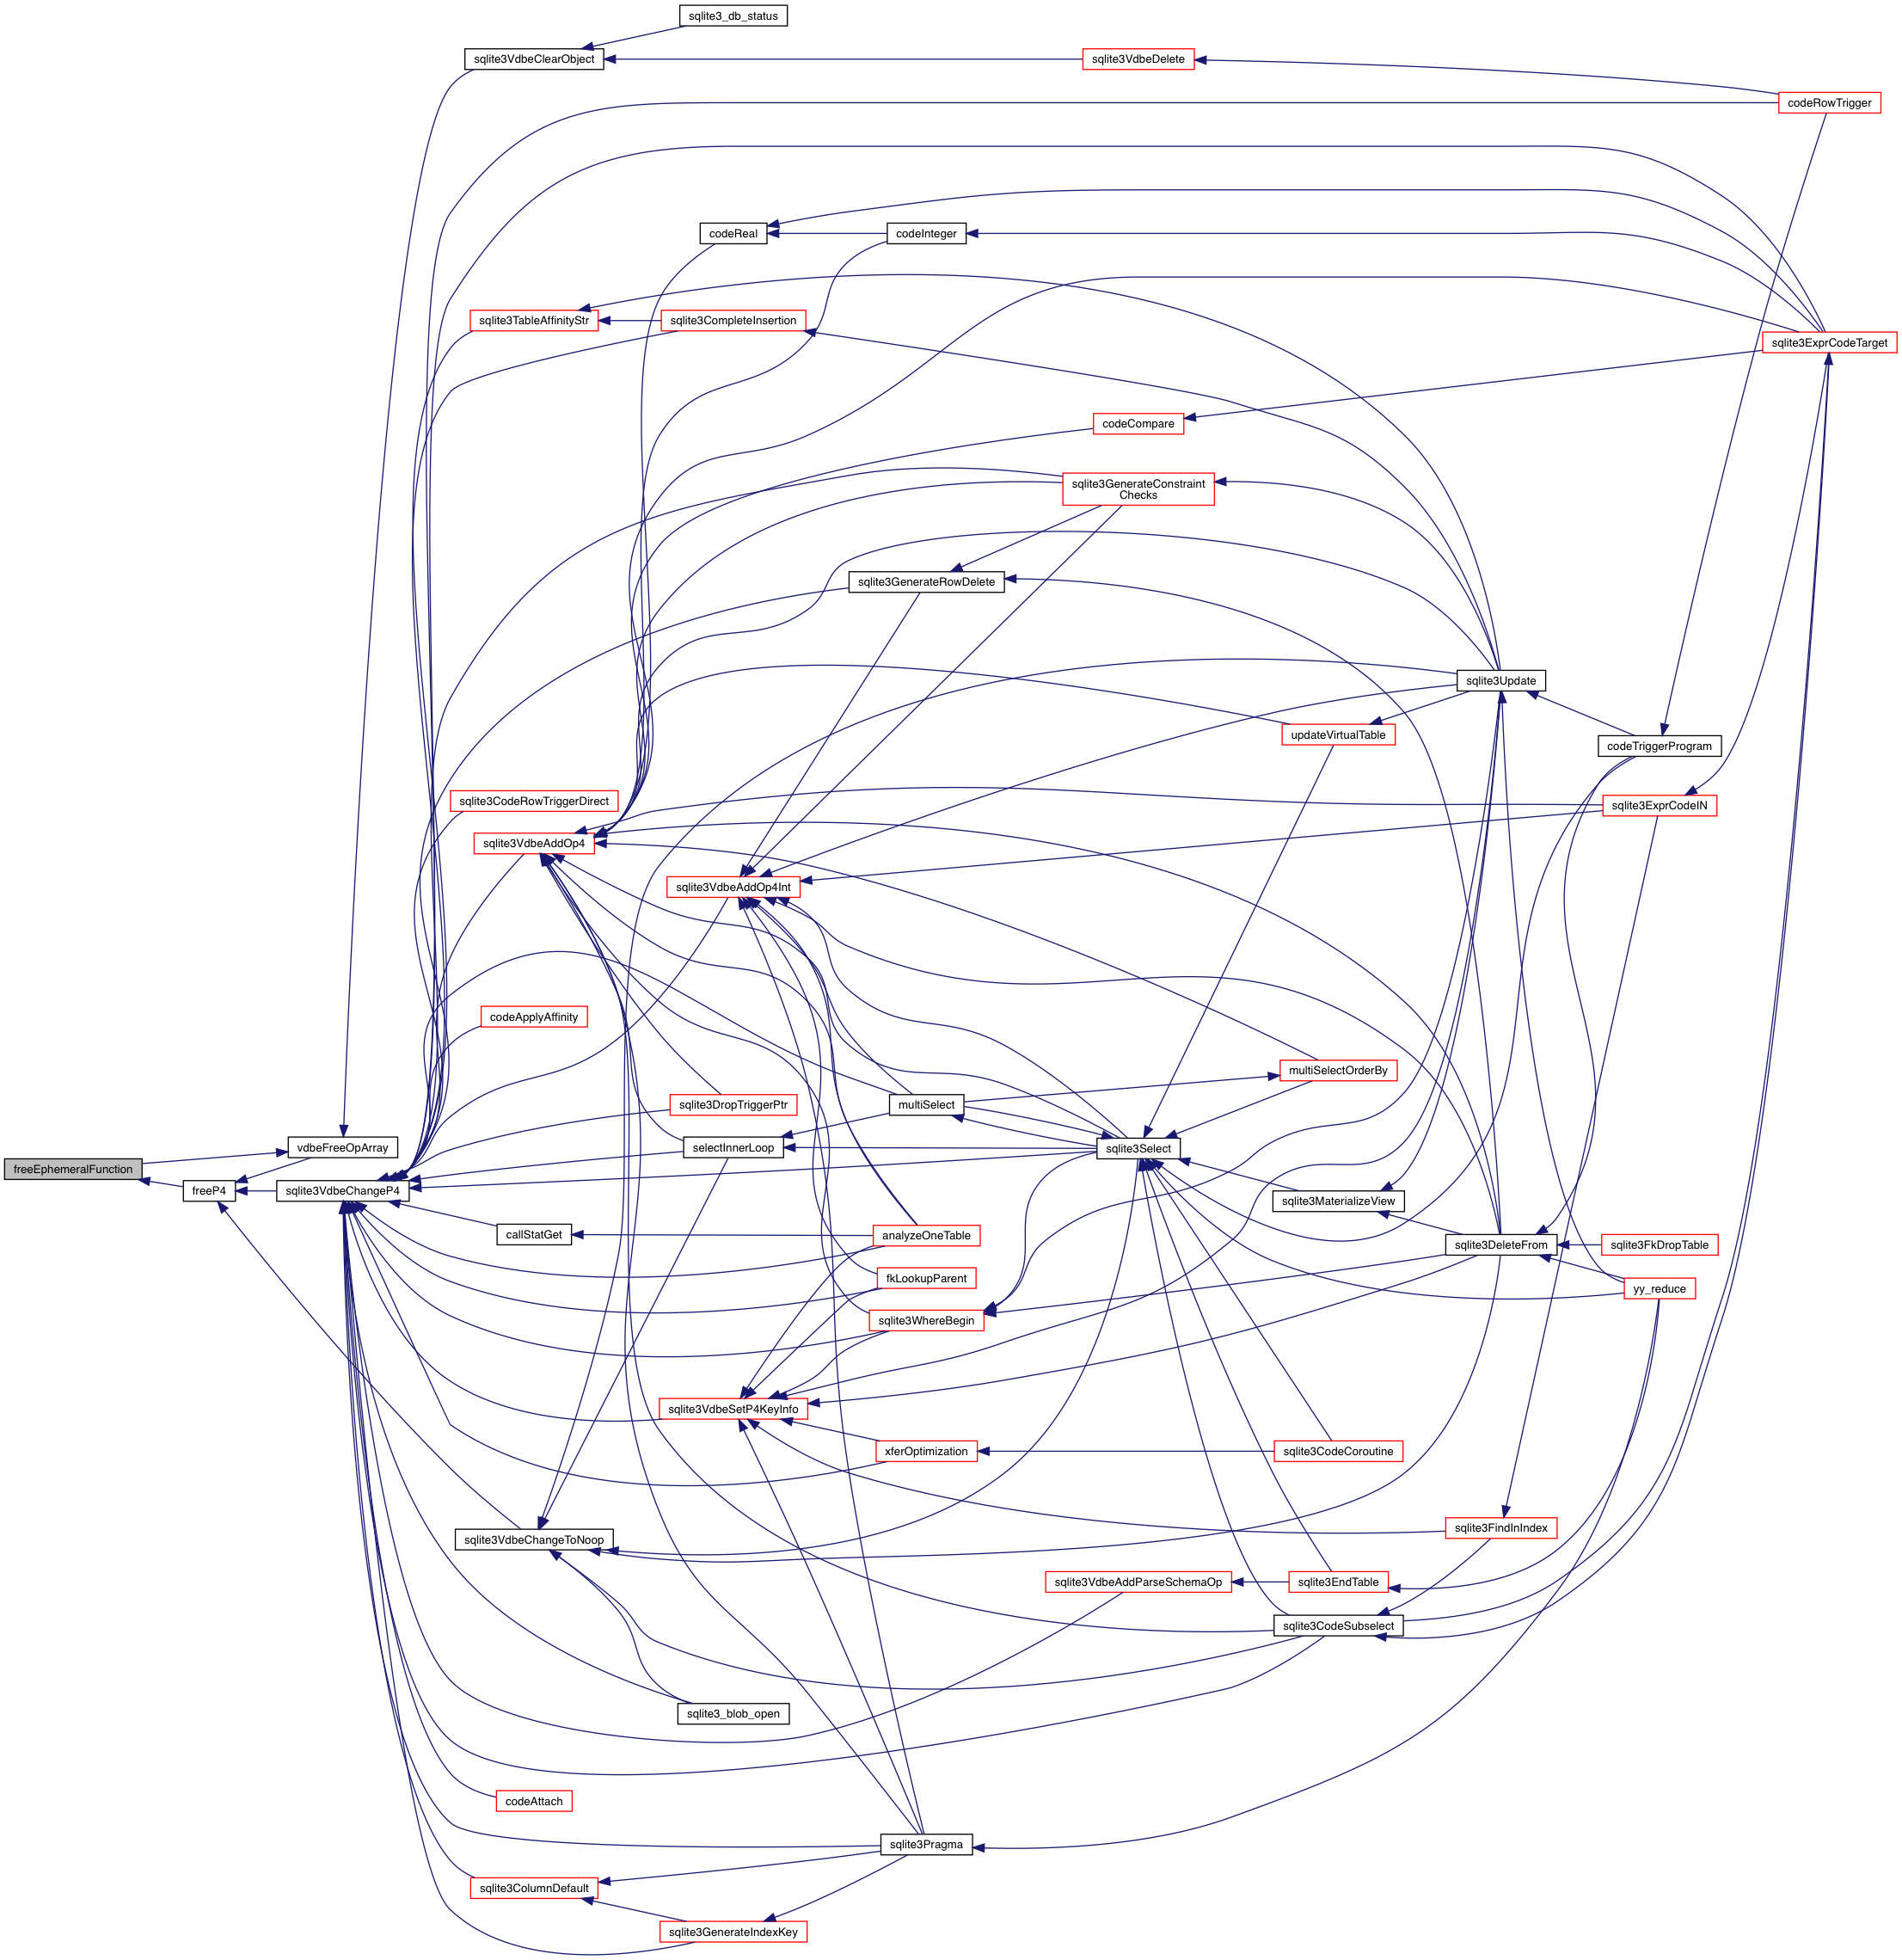 sqlite3_db_status
sqlite3VdbeClearObject
sqlite3VdbeDelete
codeRowTrigger
codeReal
codeInteger
sqlite3TableAffinityStr
sqlite3CompleteInsertion
sqlite3ExprCodeTarget
codeCompare
sqlite3GenerateConstraint
Checks
sqlite3GenerateRowDelete
sqlite3Update
updateVirtualTable
codeTriggerProgram
sqlite3CodeRowTriggerDirect
sqlite3ExprCodeIN
sqlite3VdbeAddOp4
sqlite3VdbeAddOp4Int
codeApplyAffinity
multiSelectOrderBy
sqlite3DropTriggerPtr
multiSelect
vdbeFreeOpArray
selectInnerLoop
sqlite3Select
freeEphemeralFunction
freeP4
sqlite3VdbeChangeP4
sqlite3MaterializeView
callStatGet
analyzeOneTable
sqlite3DeleteFrom
sqlite3FkDropTable
fkLookupParent
yy_reduce
sqlite3WhereBegin
sqlite3VdbeSetP4KeyInfo
xferOptimization
sqlite3CodeCoroutine
sqlite3FindInIndex
sqlite3VdbeChangeToNoop
sqlite3VdbeAddParseSchemaOp
sqlite3EndTable
sqlite3CodeSubselect
sqlite3_blob_open
codeAttach
sqlite3Pragma
sqlite3ColumnDefault
sqlite3GenerateIndexKey